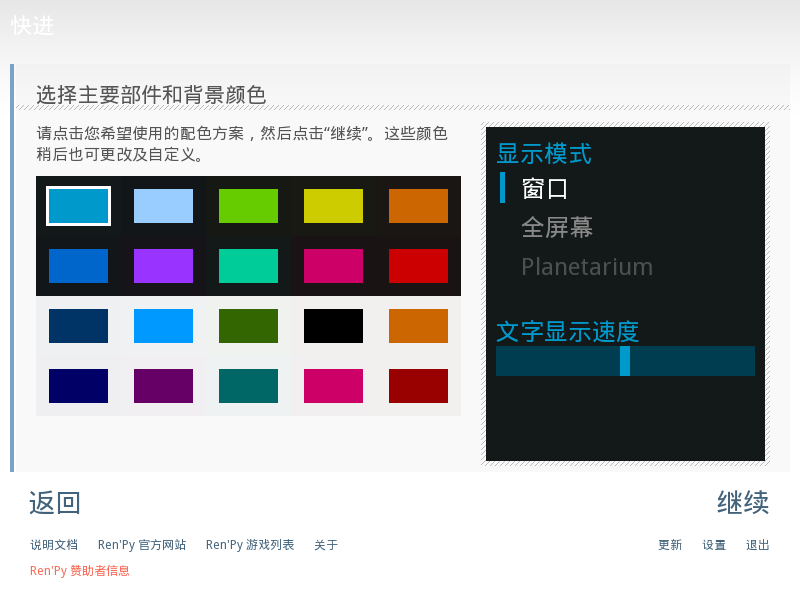 快进
选择主要部件和背景颜色
请点击您希望使用的配色方案，然后点击“继续”。这些颜色
稍后也可更改及自定义。
显示模式
窗口
全屏幕
Planetarium
文字显示速度
返回
继续
说明文档 Ren'Py 官方网站 Ren'Py 游戏列表 关于
更新 设置 退出
Ren'Py 赞助者信息